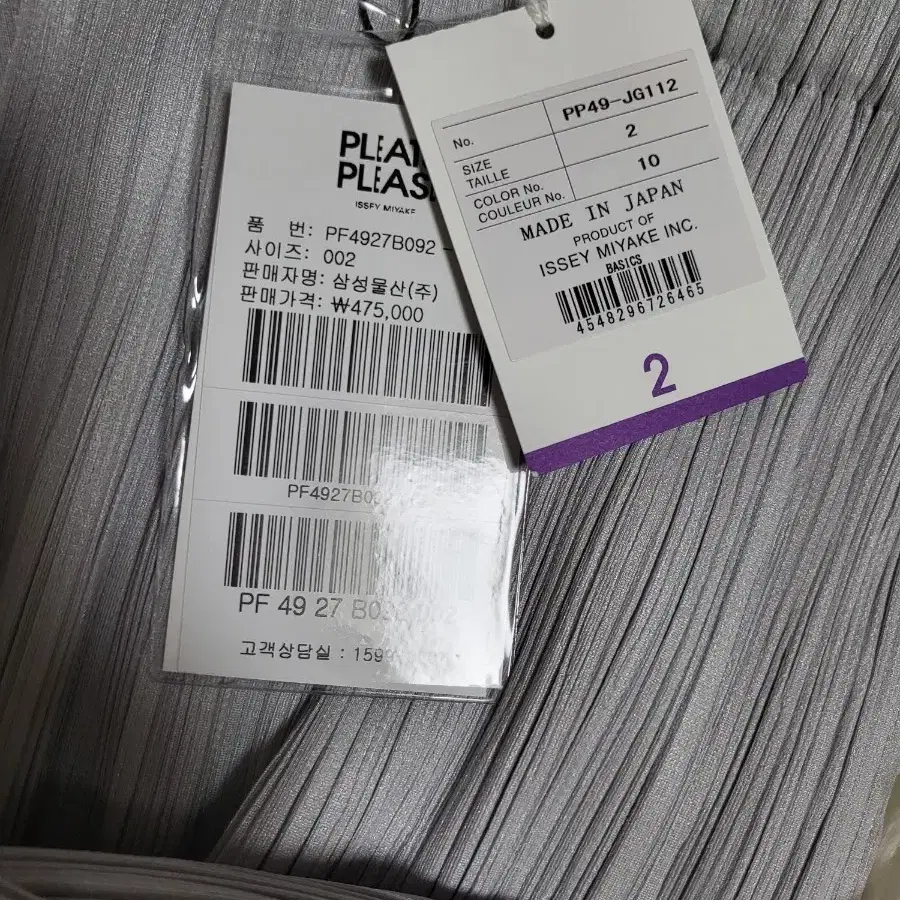 PLEAT
PLEAS
ISSEY MIYAKE
품 번: PF4927B092 -
사이즈: 002
판매자명: 삼성물산(주)
판매가격: ₩475,000
PF4927B0
PF 49 27
고객상담실 : 159
No. PP49-JG112
SIZE
TAILLE 2
COLOR No.
COULEUR No. 10
MADE IN JAPAN
PRODUCT OF
ISSEY MIYAKE INC.
BASICS
4548296726465
2